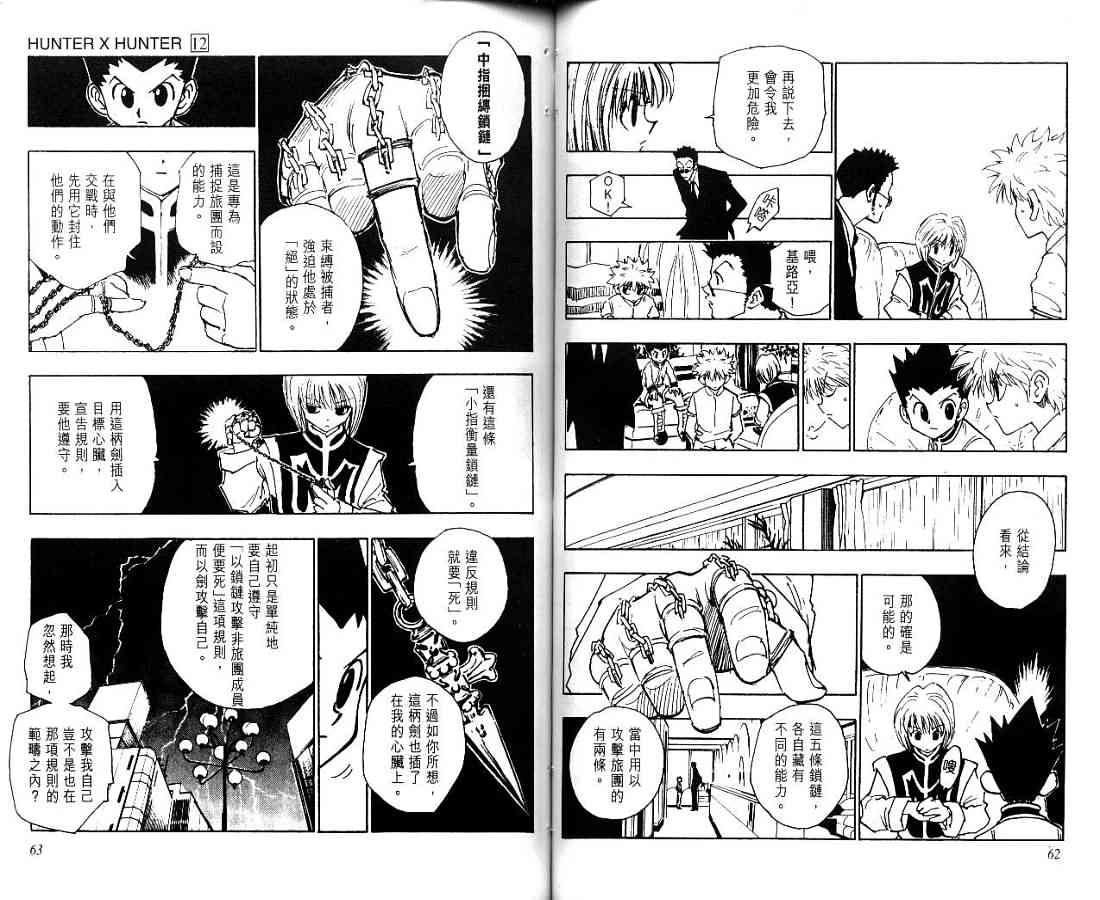 HUNTER X HUNTER 12
再説下去，
會令我
更加危險。
OK!
咔嗒
喂，
基路亞！
從結論
看來，
那的確是
可能的。
嗖
這五條鎖鏈，
各自藏有
不同的能力。
當中用以
攻擊旅團的
有兩條。
62
「中指捆縛鎖鏈」
束縛被捕者，
強迫他處於
「絕」的狀態。
這是專為
捕捉旅團而設
的能力。
在與他們
交戰時，
先用它封住
他們的動作。
還有這條
「小指衡量鎖鏈」。
用這柄劍插入
目標心臟，
宣告規則，
要他遵守。
違反規則
就要「死」。
不過如你所想，
這柄劍也插了
在我的心臟上。
起初只是單純地
要自己遵守
「以鎖鏈攻擊非旅團成員
便要死」這項規則，
而以劍攻擊自己。
那時我
忽然想起，
攻擊我自己
豈不是也在
那項規則的
範疇之內？
63